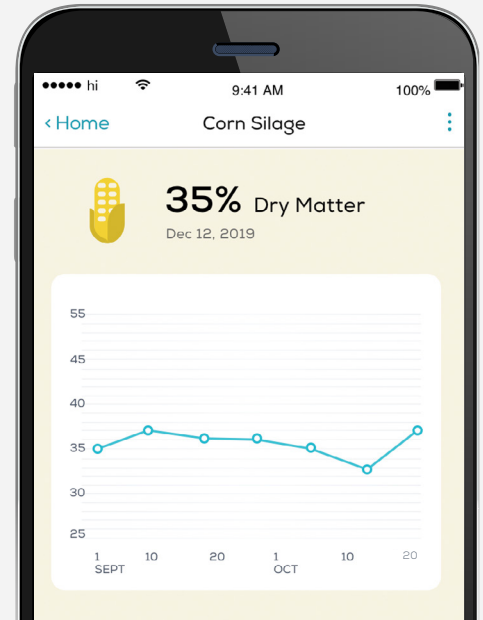 hi 9:41 AM 100%
< Home Corn Silage
35% Dry Matter
Dec 12, 2019
55
45
40
35
30
25
1 10 20 1 10 20
SEPT OCT